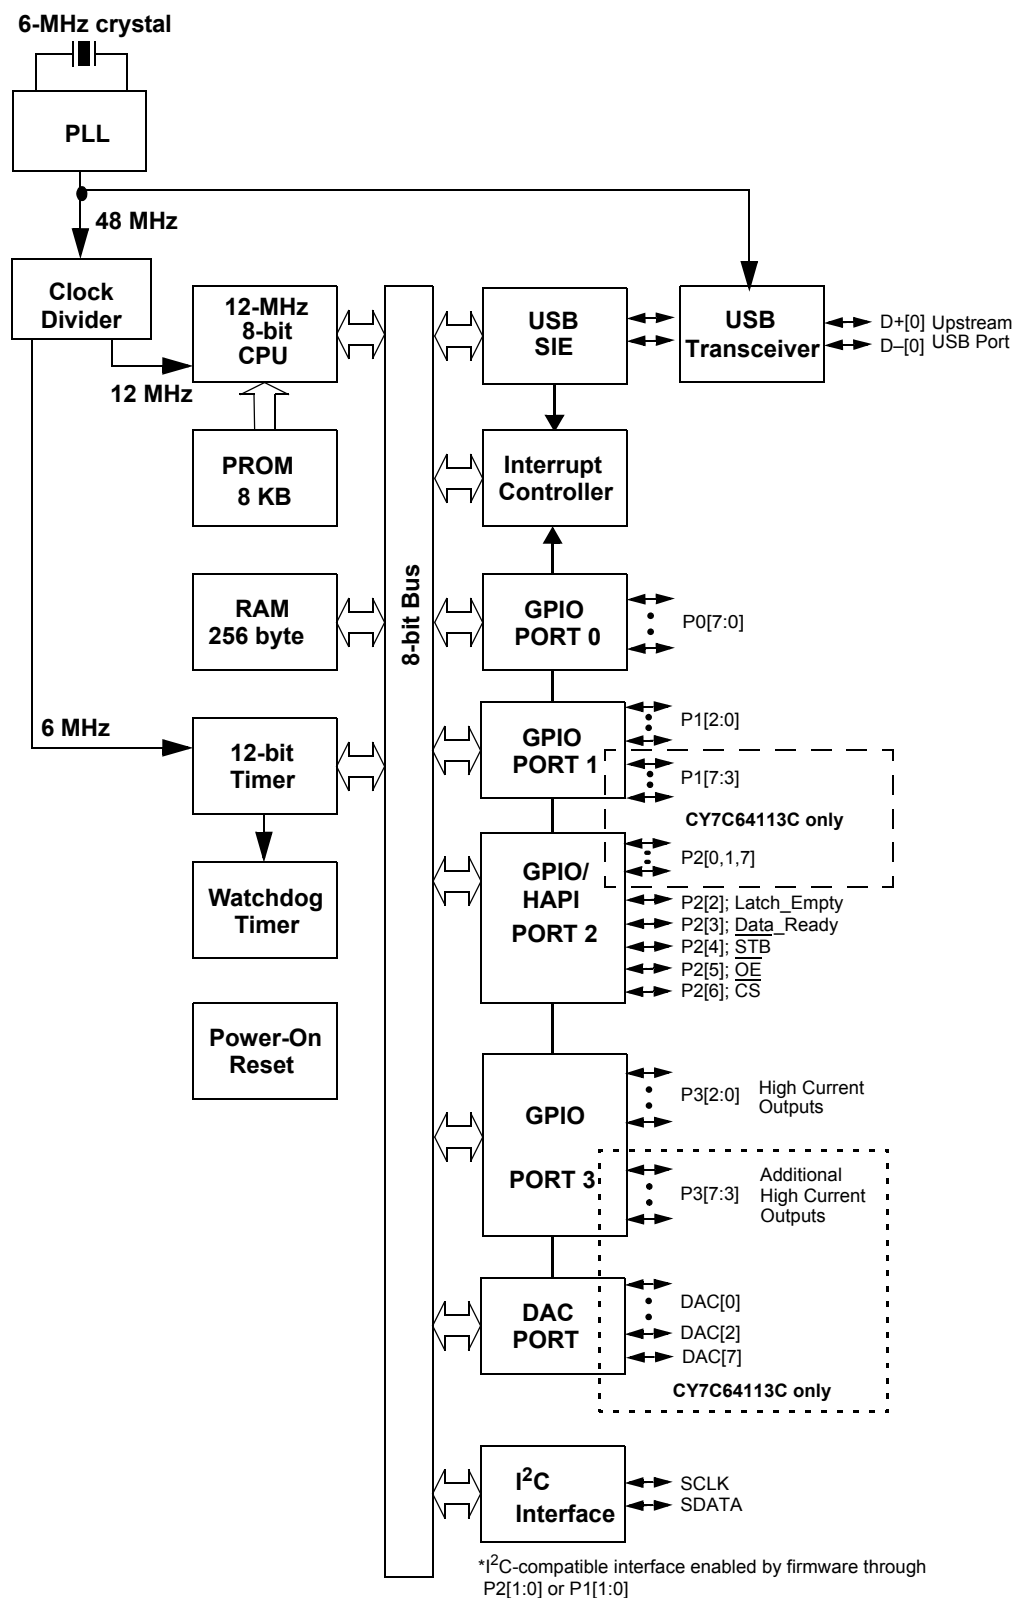 6-MHz crystal
PLL
48 MHz
Clock
Divider
12-MHz
8-bit
CPU
USB
SIE
USB
Transceiver
D+[0] Upstream
D–[0] USB Port
12 MHz
PROM
8 KB
Interrupt
Controller
8-bit Bus
RAM
256 byte
GPIO
PORT 0
P0[7:0]
6 MHz
12-bit
Timer
GPIO
PORT 1
P1[2:0]
P1[7:3]
CY7C64113C only
P2[0,1,7]
Watchdog
Timer
GPIO/
HAPI
PORT 2
P2[2]; Latch_Empty
P2[3]; Data_Ready
P2[4]; STB
P2[5]; OE
P2[6]; CS
Power-On
Reset
GPIO
PORT 3
P3[2:0] High Current
Outputs
P3[7:3] Additional
High Current
Outputs
DAC
PORT
DAC[0]
DAC[2]
DAC[7]
CY7C64113C only
I2C
Interface
SCLK
SDATA
*I2C-compatible interface enabled by firmware through
P2[1:0] or P1[1:0]